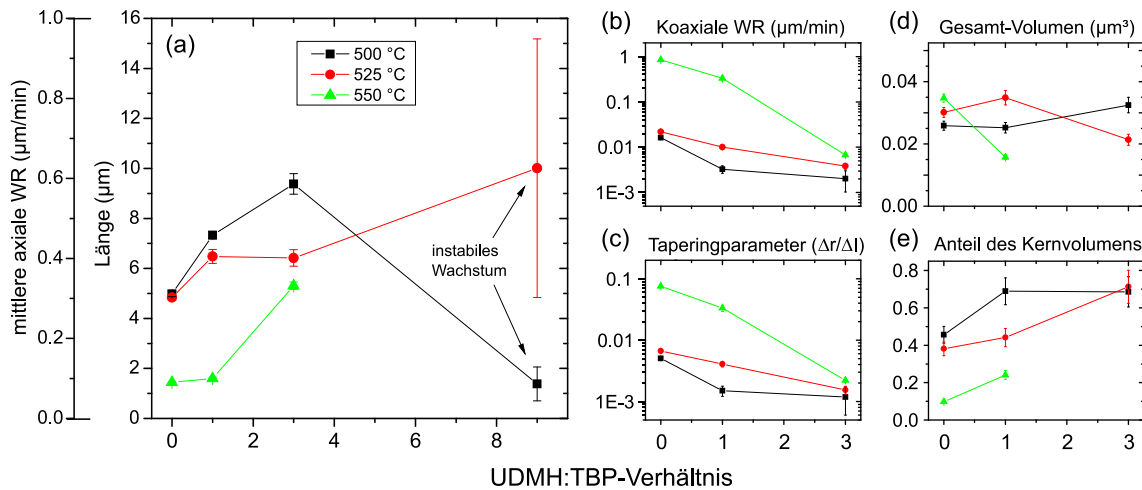 mittlere axiale WR (µm/min)
1.0
0.8
0.6
0.4
0.2
0.0
Länge (µm)
16
14
12
10
8
6
4
2
0
(a)
500 °C
525 °C
550 °C
instabiles
Wachstum
0 2 4 6 8
(b) Koaxiale WR (µm/min)
1
0.1
0.01
1E-3
(c) Taperingparameter (Δr/Δl)
0.1
0.01
1E-3
0 1 2 3
(d) Gesamt-Volumen (µm³)
0.04
0.02
0.00
(e) Anteil des Kernvolumens
0.8
0.6
0.4
0.2
0.0
0 1 2 3
UDMH:TBP-Verhältnis